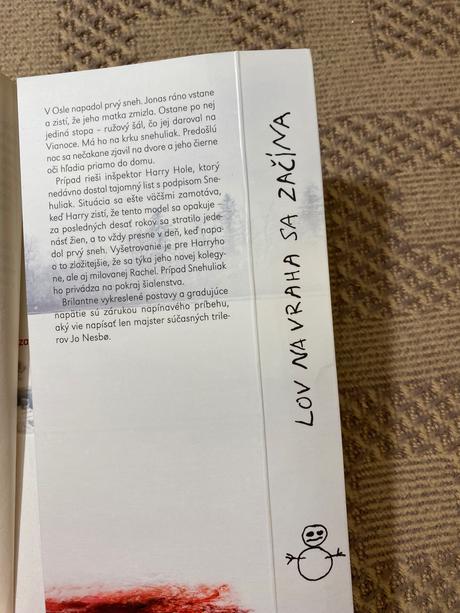 V Osle napadol prvý sneh. Jonas ráno vstane
a zistí, že jeho matka zmizla. Ostane po nej
jediná stopa – ružový šál, čo jej daroval na
Vianoce. Má ho na krku snehuliak. Predošlú
noc sa nečakane zjavil na dvore a jeho čierne
oči hľadia priamo do domu.
Prípad rieši inšpektor Harry Hole, ktorý
nedávno dostal tajomný list s podpisom Sne-
huliak. Situácia sa ešte väčšmi zamotáva,
keď Harry zistí, že tento model sa opakuje –
za posledných desať rokov sa stratilo jede-
násť žien, a to vždy presne v deň, keď napa-
dol prvý sneh. Vyšetrovanie je pre Harryho
o to zložitejšie, že sa týka jeho novej kolegy-
ne, ale aj milovanej Rachel. Prípad Snehuliak
ho privádza na pokraj šialenstva.
Brilantne vykreslené postavy a gradujúce
napätie sú zárukou napínavého príbehu,
aký vie napísať len majster súčasných trile-
rov Jo Nesbø.
LOV NA VRAHA SA ZAČÍNA
za